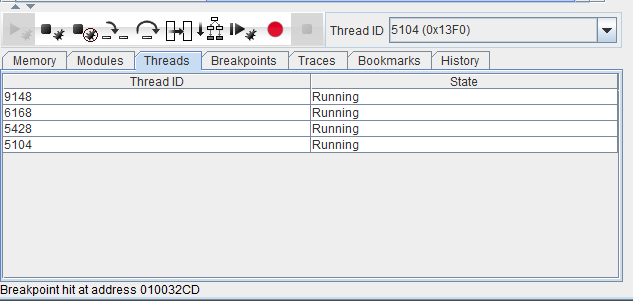 Thread ID 5104 (0x13F0)
Memory Modules Threads Breakpoints Traces Bookmarks History
Thread ID State
9148 Running
6168 Running
5428 Running
5104 Running
Breakpoint hit at address 010032CD